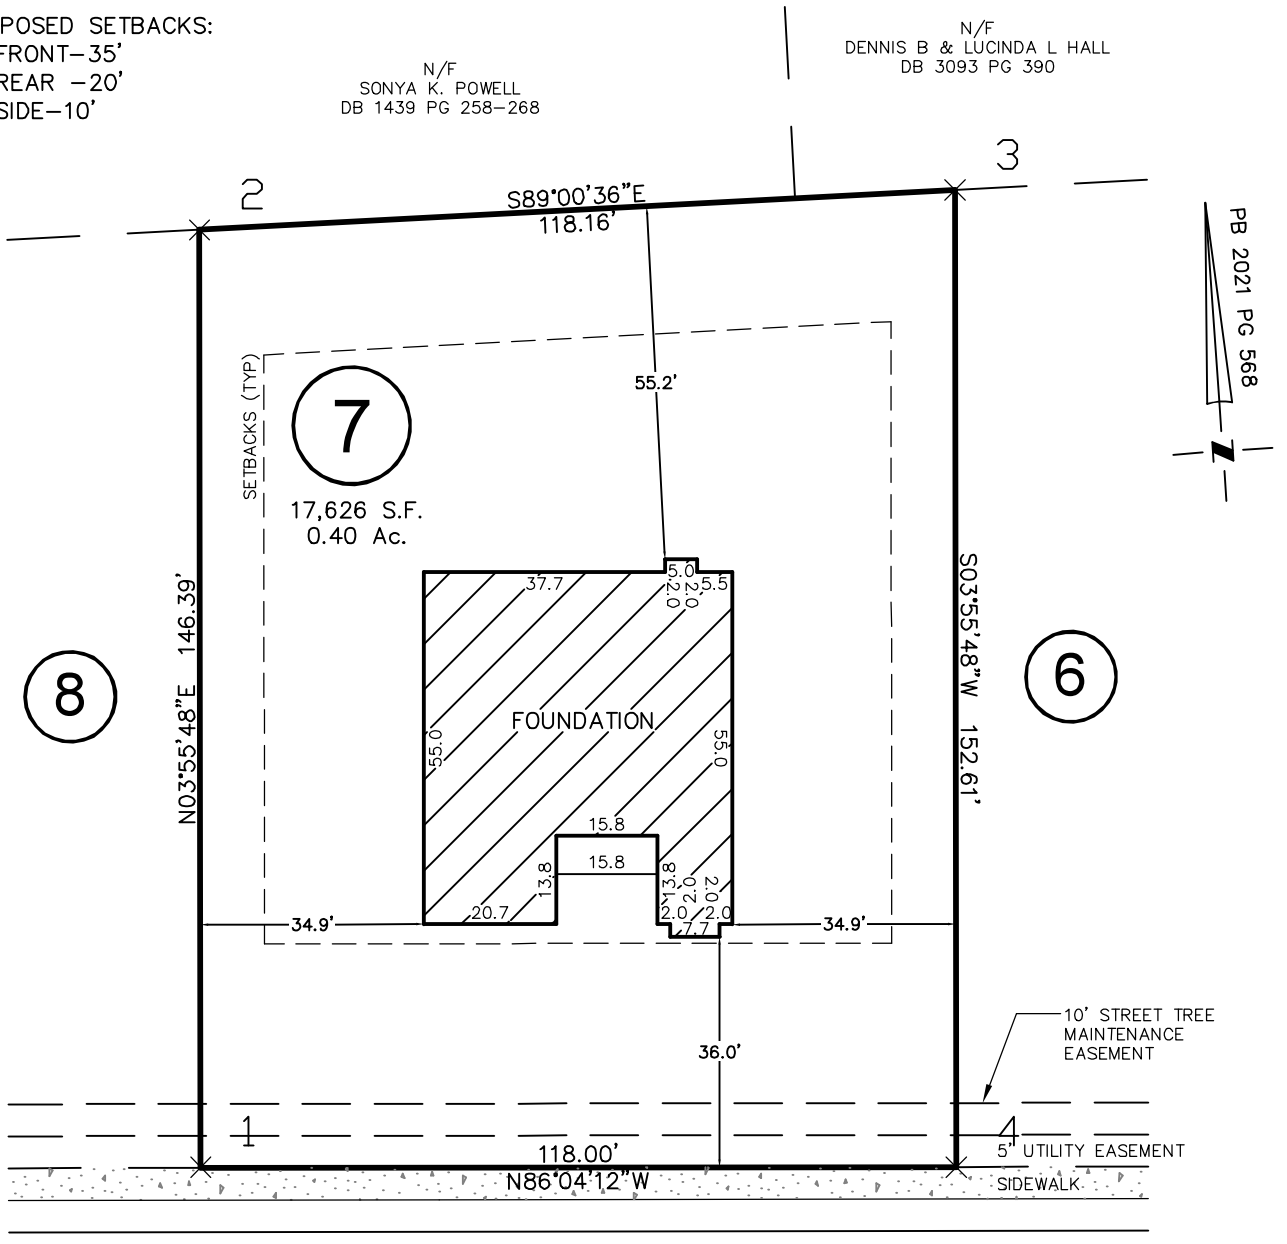 POSED SETBACKS:
FRONT-35'
REAR -20'
SIDE-10'
N/F
SONYA K. POWELL
DB 1439 PG 258-268
N/F
DENNIS B & LUCINDA L HALL
DB 3093 PG 390
2
3
S89°00'36"E
118.16'
PB 2021 PG 568
N
SETBACKS (TYP)
7
17,626 S.F.
0.40 Ac.
55.2'
37.7
5.0
5.5
2.0
2.0
N03°55'48"E 146.39'
S03°55'48"W 152.61'
8
6
FOUNDATION
55.0
55.0
15.8
15.8
13.8
13.8
2.0
2.0
20.7
2.0
2.0
7.7
34.9'
34.9'
36.0'
10' STREET TREE
MAINTENANCE
EASEMENT
1
4
5' UTILITY EASEMENT
118.00'
N86°04'12"W
SIDEWALK